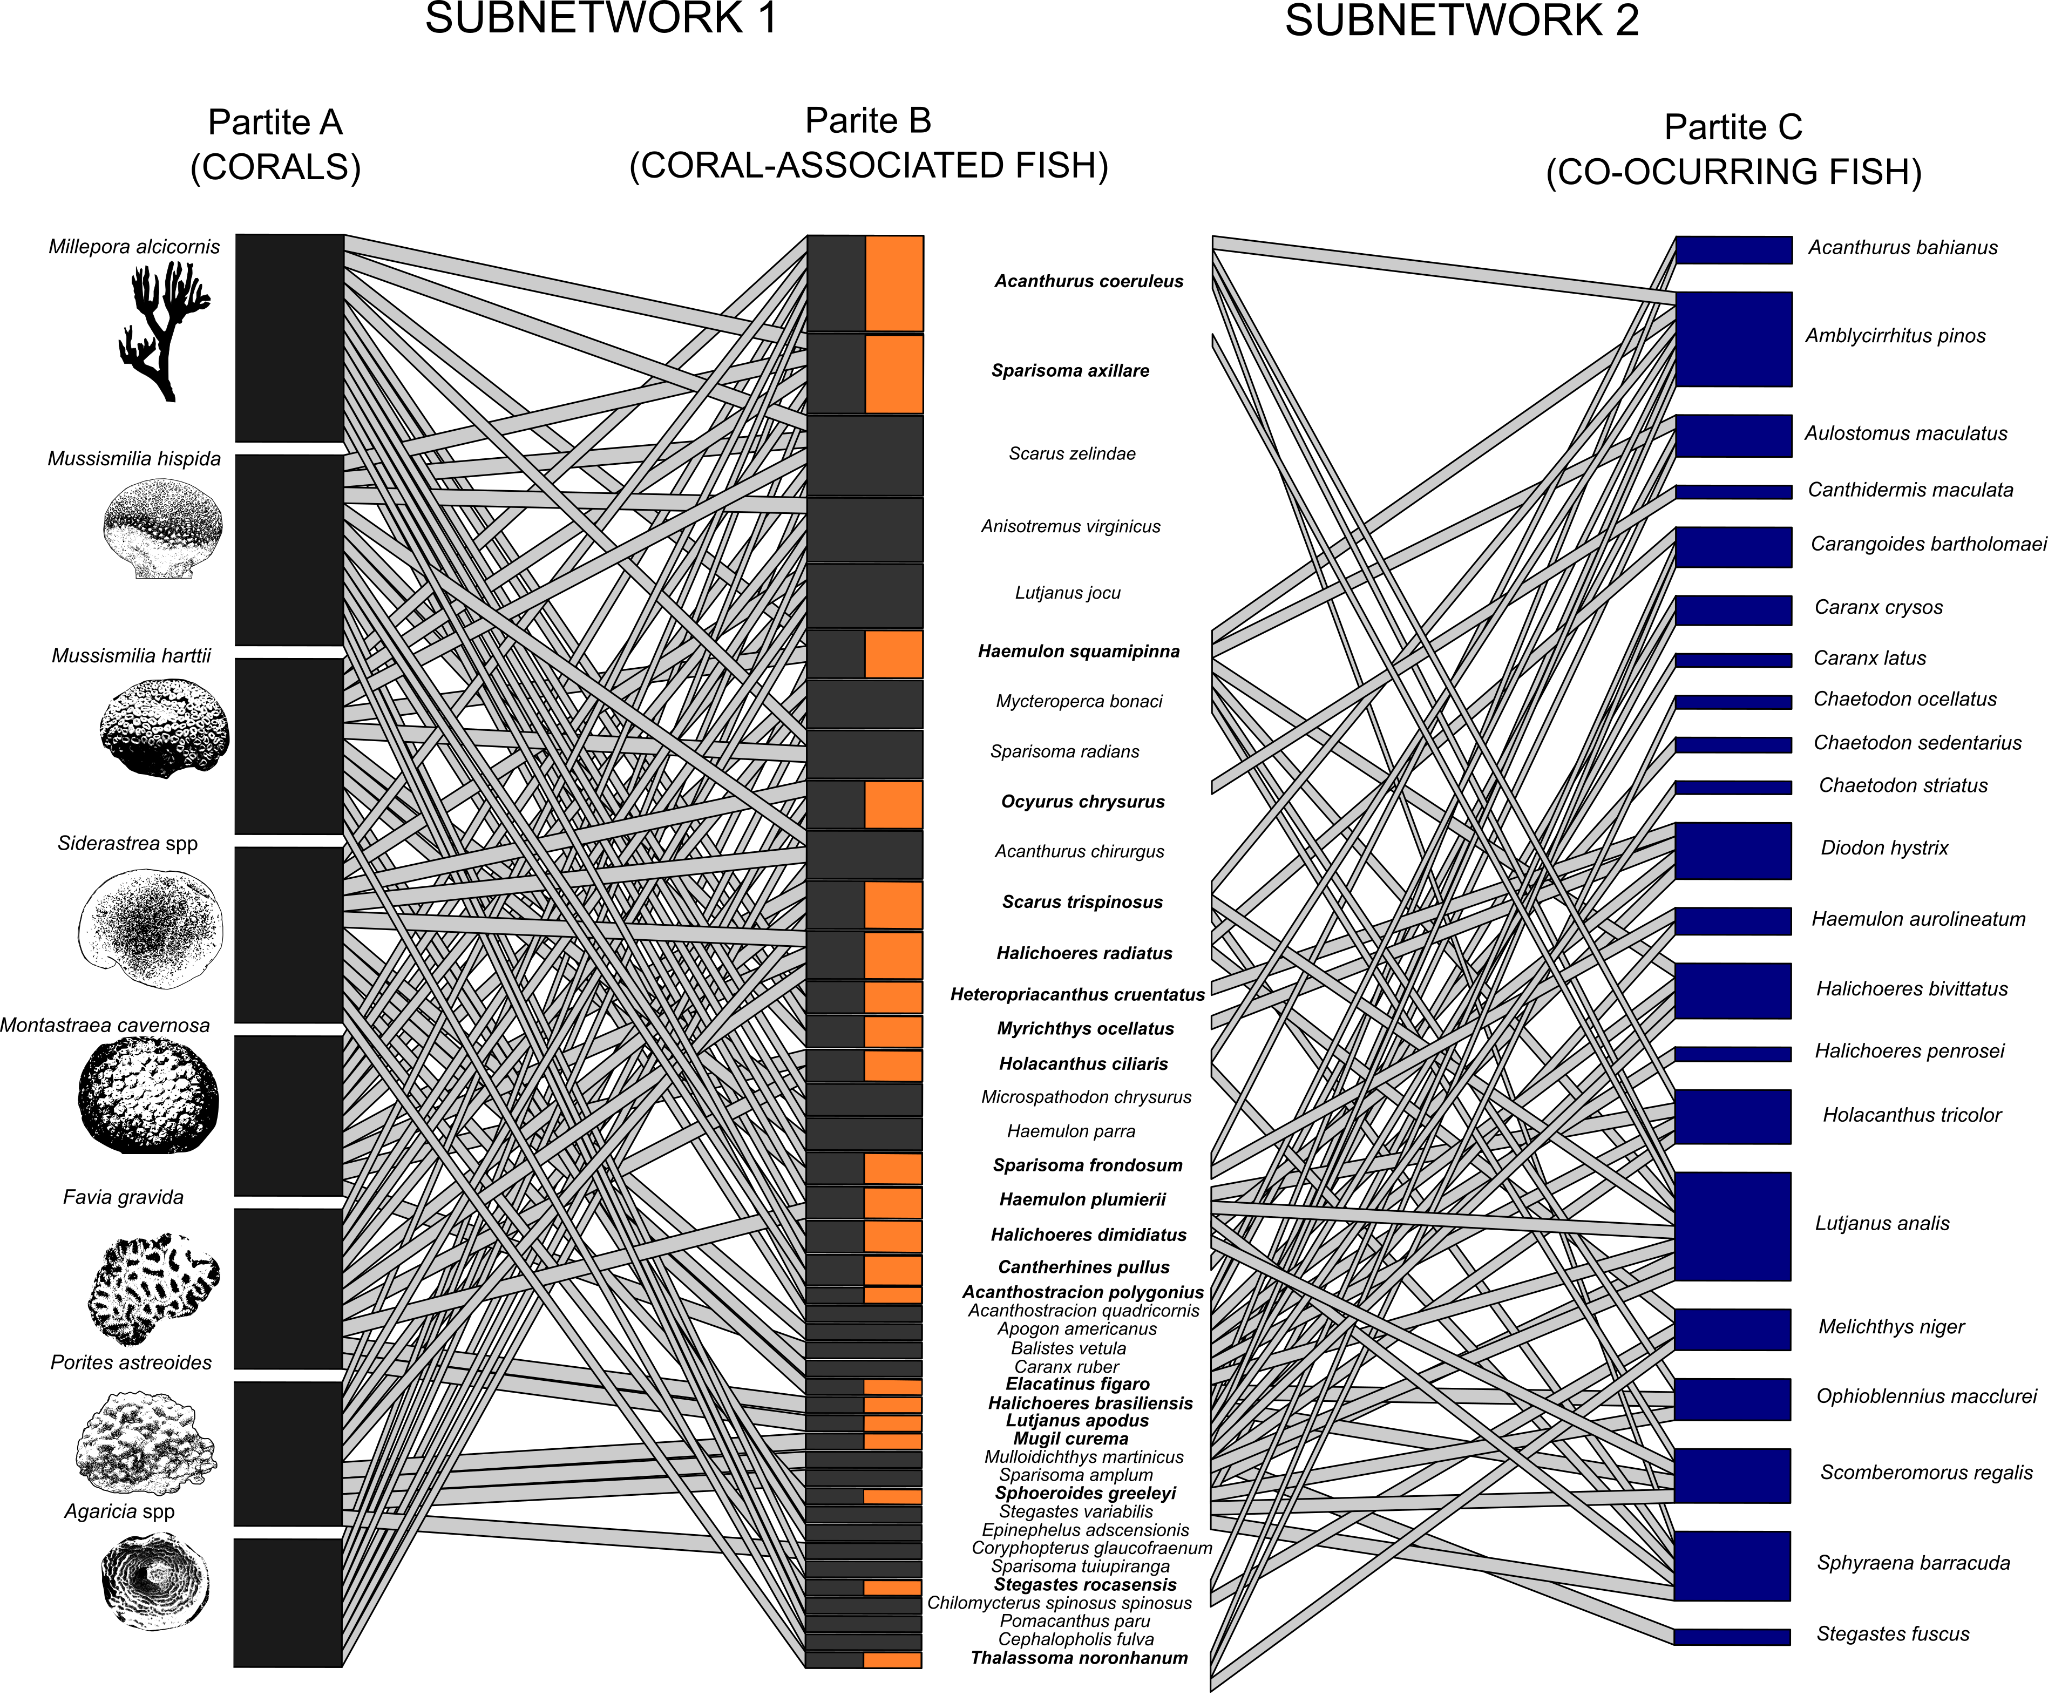 SUBNETWORK 1
SUBNETWORK 2
Partite A
(CORALS)
Parite B
(CORAL-ASSOCIATED FISH)
Partite C
(CO-OCURRING FISH)
Millepora alcicornis
Mussismilia hispida
Mussismilia harttii
Siderastrea spp
Montastraea cavernosa
Favia gravida
Porites astreoides
Agaricia spp
Acanthurus coeruleus
Sparisoma axillare
Scarus zelindae
Anisotremus virginicus
Lutjanus jocu
Haemulon squamipinna
Mycteroperca bonaci
Sparisoma radians
Ocyurus chrysurus
Acanthurus chirurgus
Scarus trispinosus
Halichoeres radiatus
Heteropriacanthus cruentatus
Myrichthys ocellatus
Holacanthus ciliaris
Microspathodon chrysurus
Haemulon parra
Sparisoma frondosum
Haemulon plumierii
Halichoeres dimidiatus
Cantherhines pullus
Acanthostracion polygonius
Acanthostracion quadricornis
Apogon americanus
Balistes vetula
Caranx ruber
Elacatinus figaro
Halichoeres brasiliensis
Lutjanus apodus
Mugil curema
Mulloidichthys martinicus
Sparisoma amplum
Sphoeroides greeleyi
Stegastes variabilis
Epinephelus adscensionis
Coryphopterus glaucofraenum
Sparisoma tuiupiranga
Stegastes rocasensis
Chilomycterus spinosus spinosus
Pomacanthus paru
Cephalopholis fulva
Thalassoma noronhanum
Acanthurus bahianus
Amblycirrhitus pinos
Aulostomus maculatus
Canthidermis maculata
Carangoides bartholomaei
Caranx crysos
Caranx latus
Chaetodon ocellatus
Chaetodon sedentarius
Chaetodon striatus
Diodon hystrix
Haemulon aurolineatum
Halichoeres bivittatus
Halichoeres penrosei
Holacanthus tricolor
Lutjanus analis
Melichthys niger
Ophioblennius macclurei
Scomberomorus regalis
Sphyraena barracuda
Stegastes fuscus